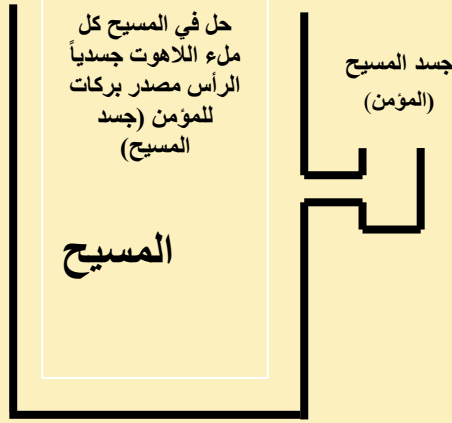 حل في المسيح كل
ملء اللاهوت جسدياً
الرأس مصدر بركات
للمؤمن (جسد
المسيح)
المسيح
جسد المسيح
(المؤمن)